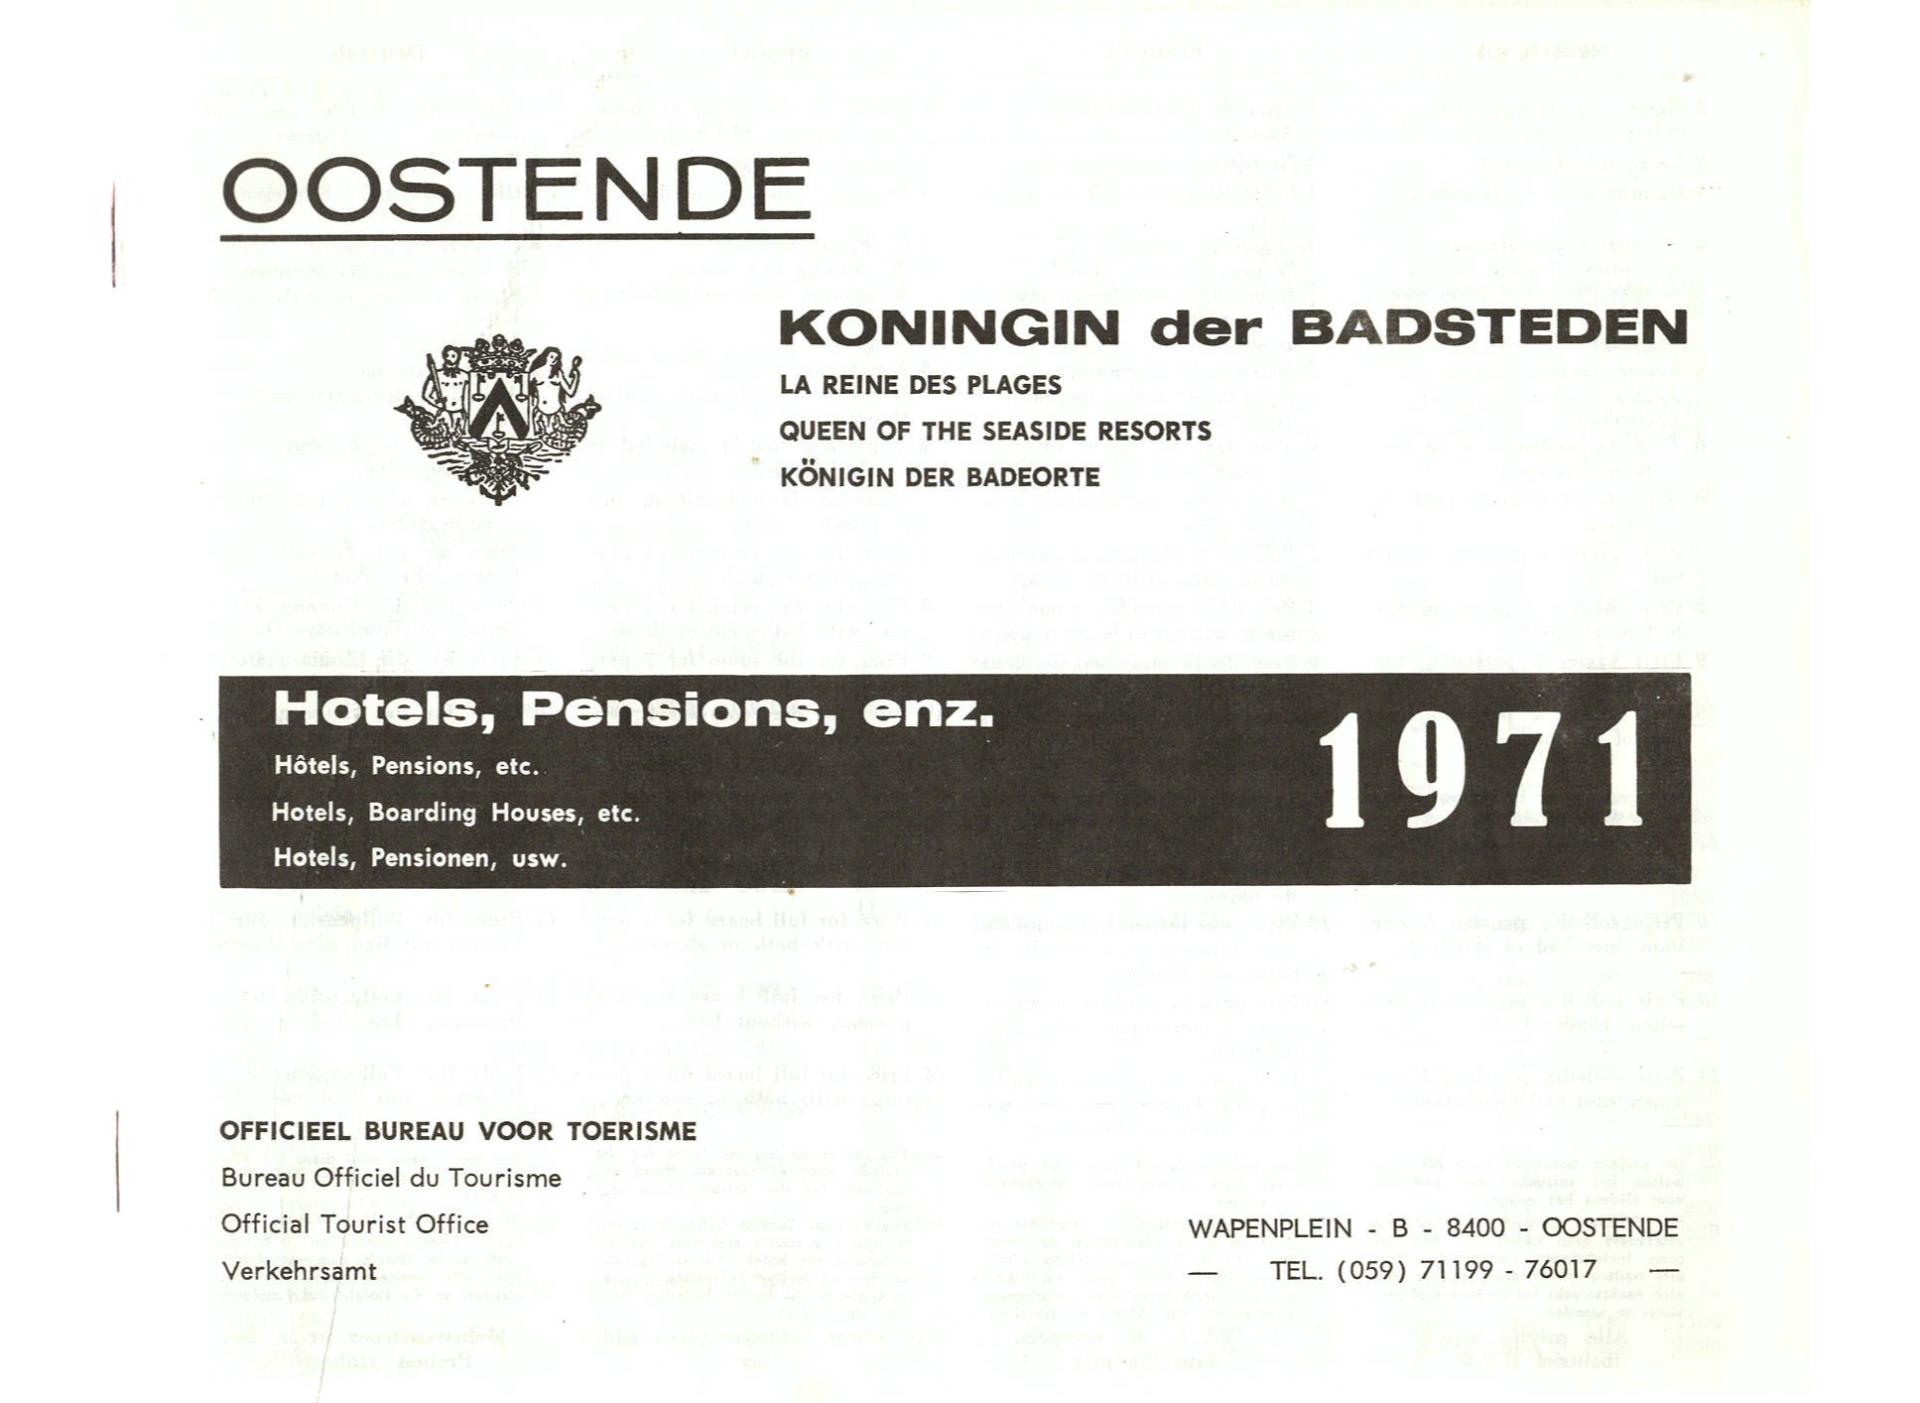 OOSTENDE
KONINGIN der BADSTEDEN
LA REINE DES PLAGES
QUEEN OF THE SEASIDE RESORTS
KÖNIGIN DER BADEORTE
Hotels, Pensions, enz.
Hôtels, Pensions, etc.
Hotels, Boarding Houses, etc.
Hotels, Pensionen, usw.
1971
OFFICIEEL BUREAU VOOR TOERISME
Bureau Officiel du Tourisme
Official Tourist Office
Verkehrsamt
WAPENPLEIN - B - 8400 - OOSTENDE
— TEL. (059) 71199 - 76017 —